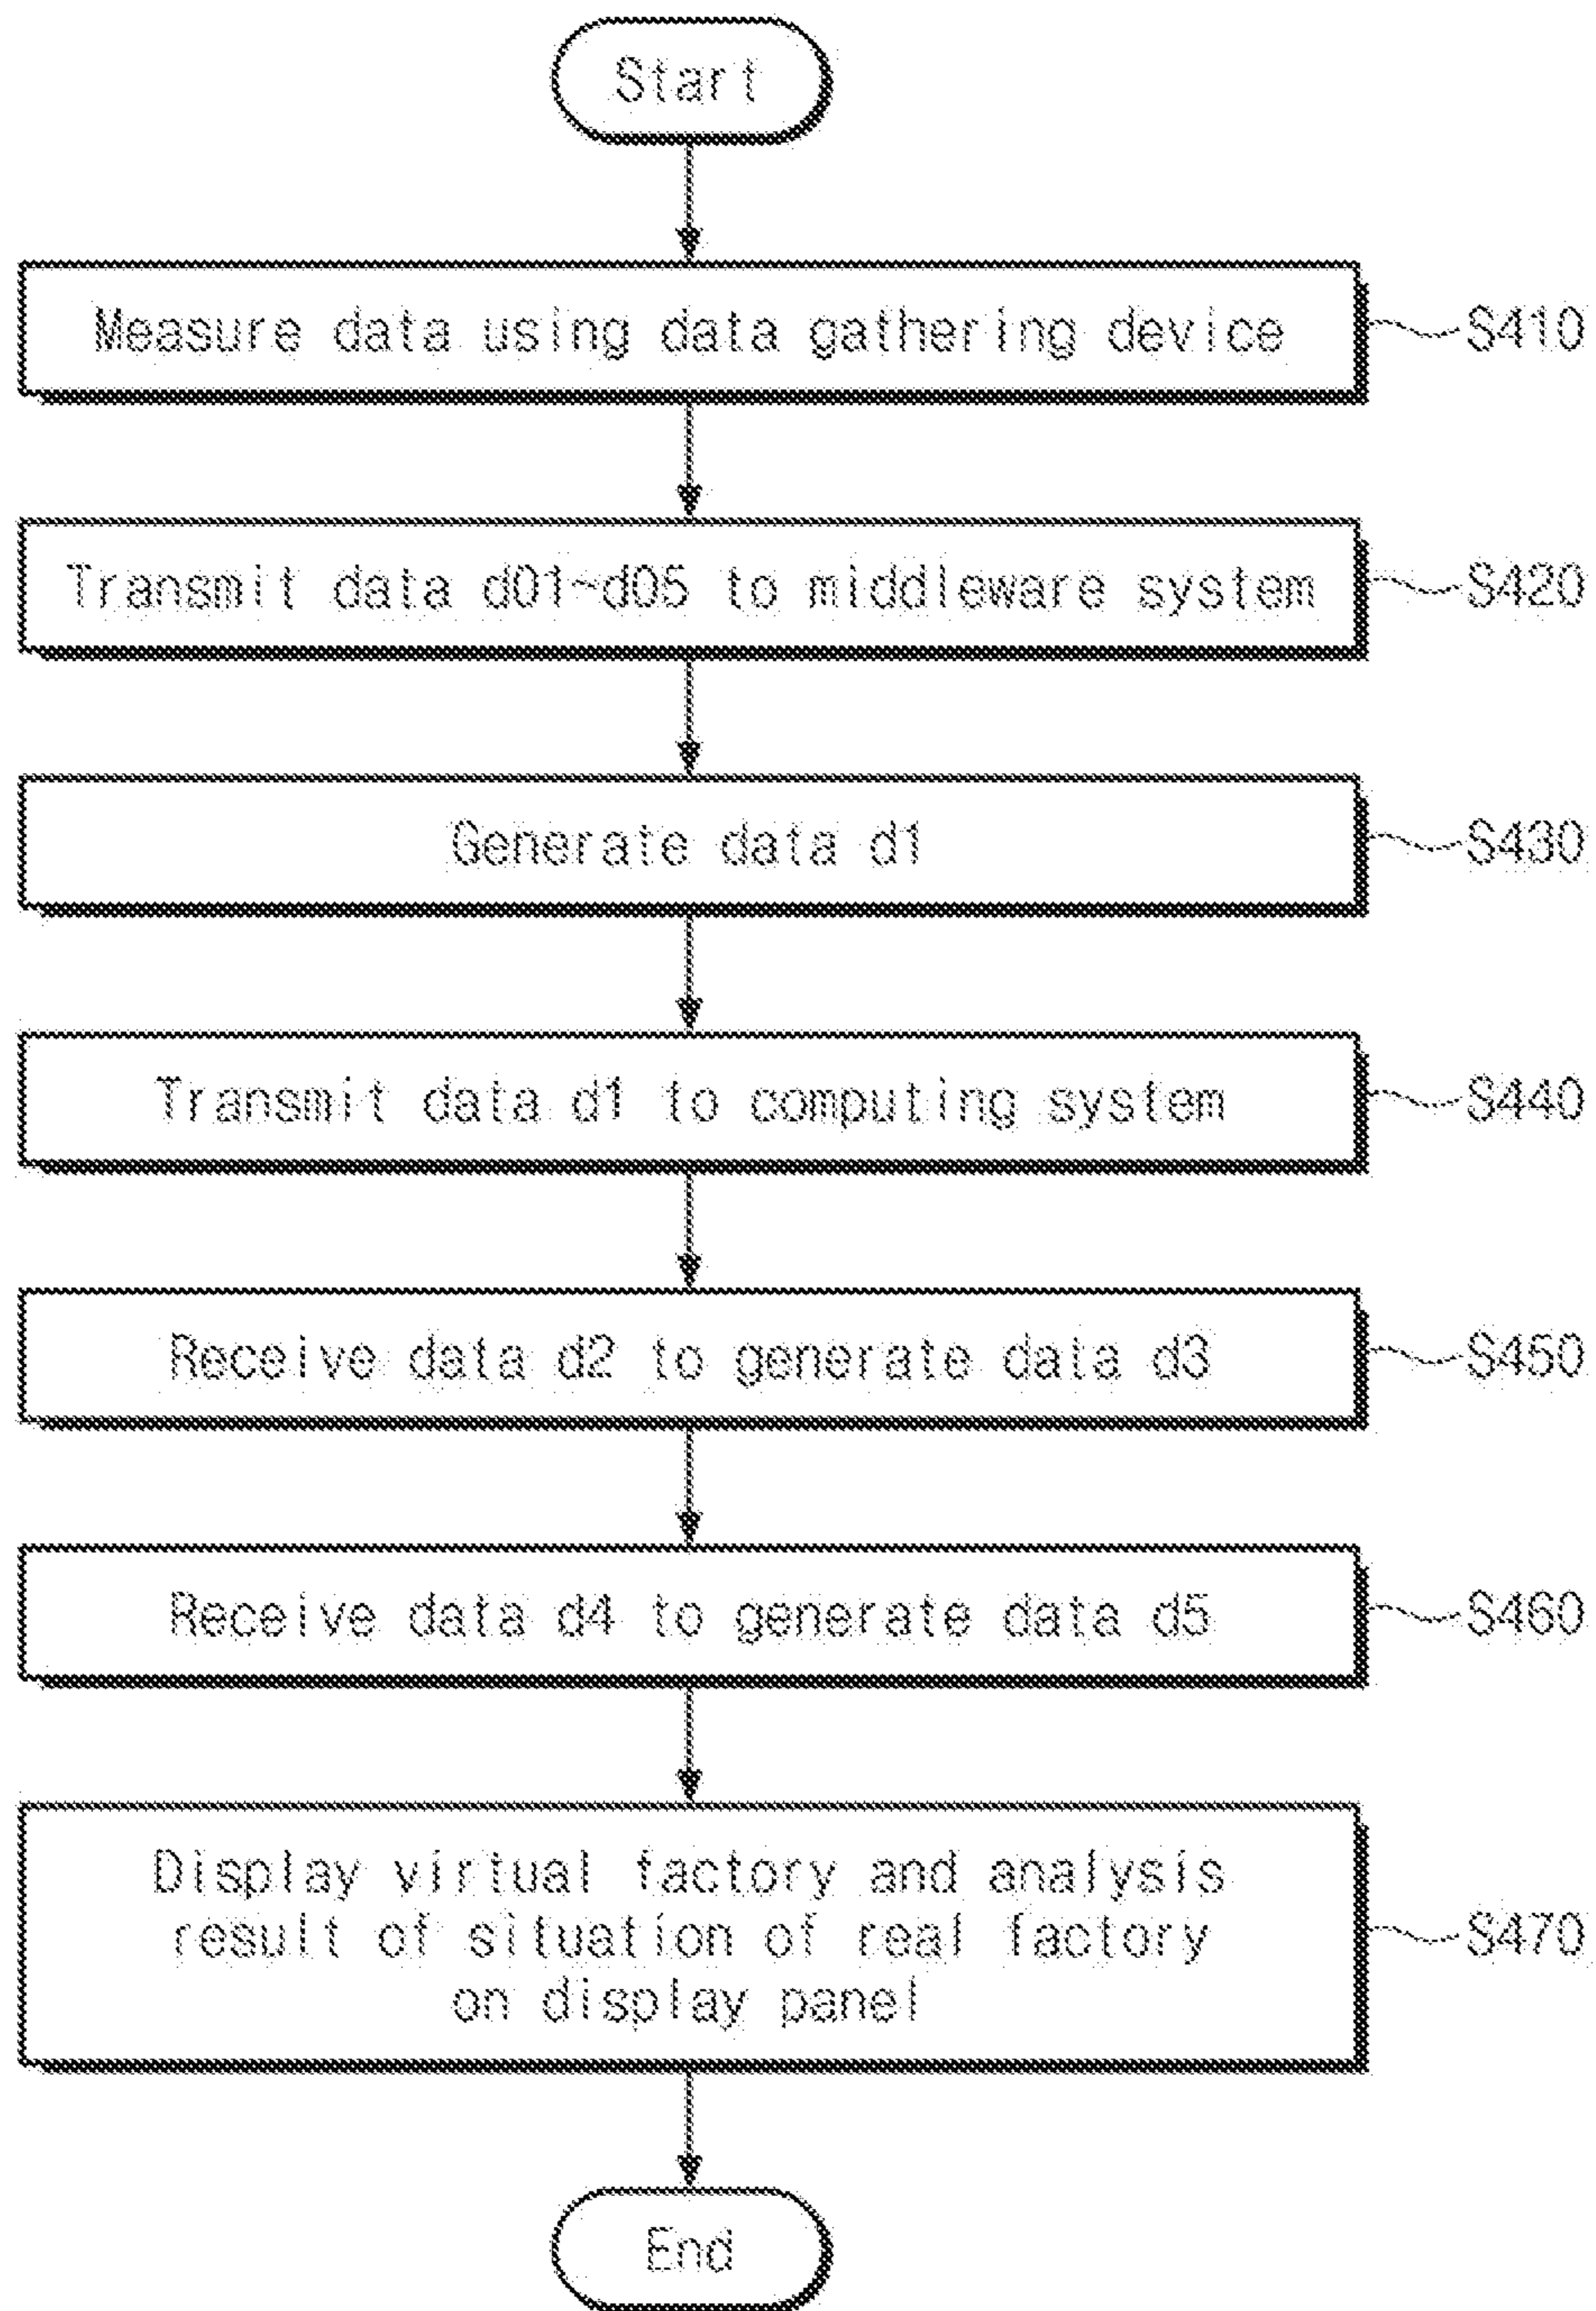 Start
Measure data using data gathering device
S410
Transmit data d01~d05 to middleware system
S420
Generate data d1
S430
Transmit data d1 to computing system
S440
Receive data d2 to generate data d3
S450
Receive data d4 to generate data d5
S460
Display virtual factory and analysis
result of situation of real factory
on display panel
S470
End